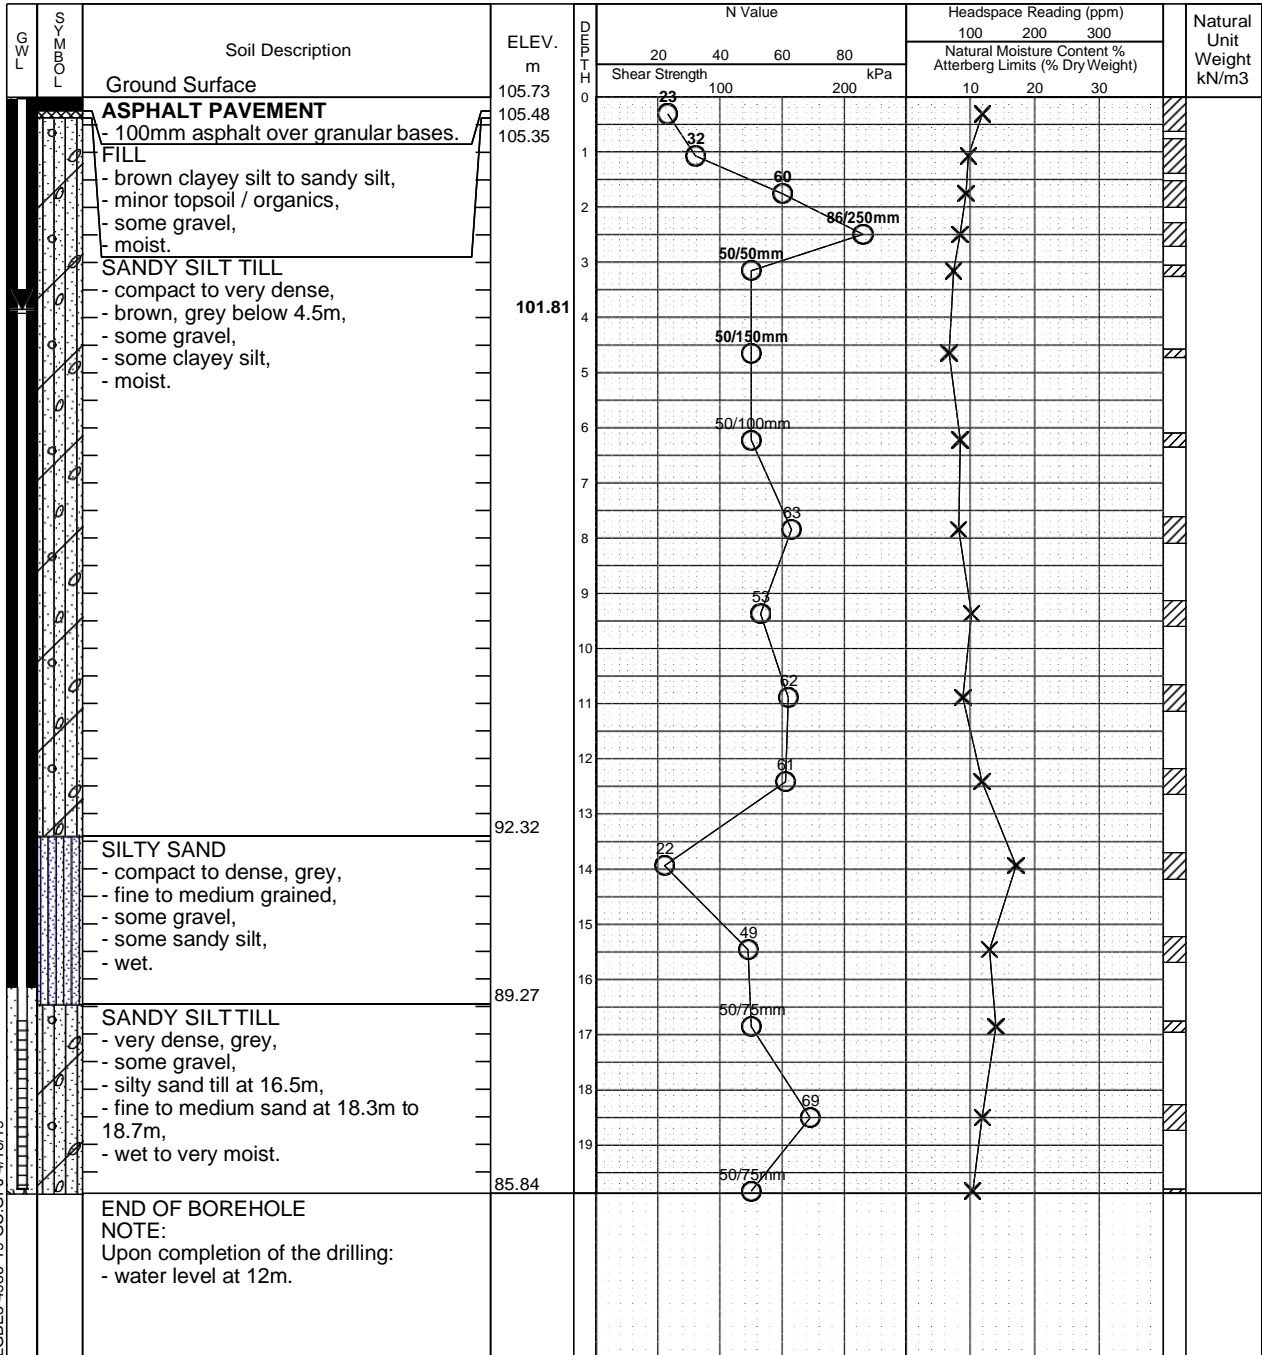 GWL
SYMBOL
Soil Description
Ground Surface
ELEV.
m
DEPTH
N Value
20 40 60 80
Shear Strength kPa
100 200
Headspace Reading (ppm)
100 200 300
Natural Moisture Content %
Atterberg Limits (% Dry Weight)
10 20 30
Natural
Unit
Weight
kN/m3
105.73
0
ASPHALT PAVEMENT
- 100mm asphalt over granular bases.
105.48
105.35
FILL
- brown clayey silt to sandy silt,
- minor topsoil / organics,
- some gravel,
- moist.
SANDY SILT TILL
- compact to very dense,
- brown, grey below 4.5m,
- some gravel,
- some clayey silt,
- moist.
101.81
92.32
SILTY SAND
- compact to dense, grey,
- fine to medium grained,
- some gravel,
- some sandy silt,
- wet.
89.27
SANDY SILT TILL
- very dense, grey,
- some gravel,
- silty sand till at 16.5m,
- fine to medium sand at 18.3m to
18.7m,
- wet to very moist.
85.84
END OF BOREHOLE
NOTE:
Upon completion of the drilling:
- water level at 12m.
1
2
3
4
5
6
7
8
9
10
11
12
13
14
15
16
17
18
19
23
32
60
86/250mm
50/50mm
50/150mm
50/100mm
63
53
62
61
22
49
50/75mm
69
50/75mm